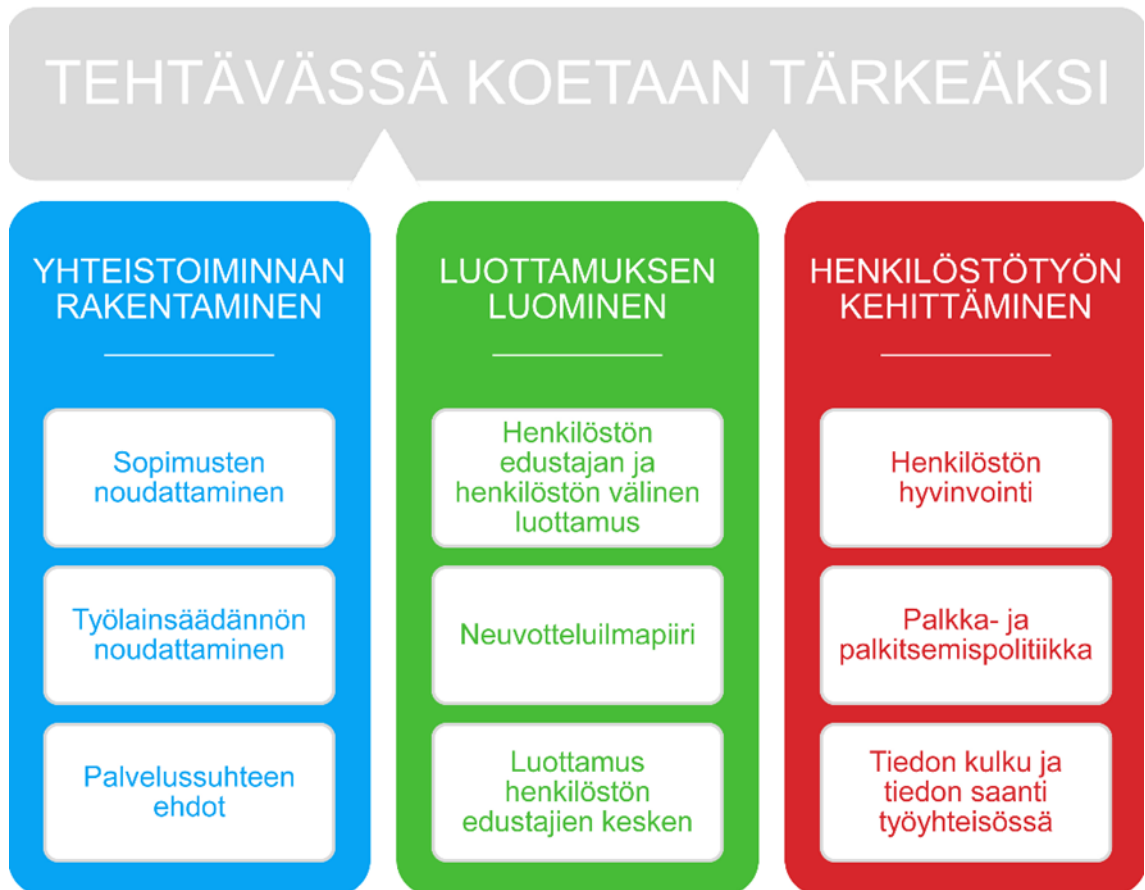 TEHTÄVÄSSÄ KOETAAN TÄRKEÄKSI
YHTEISTOIMINNAN
RAKENTAMINEN
Sopimusten
noudattaminen
Työlainsäädännön
noudattaminen
Palvelussuhteen
ehdot
LUOTTAMUKSEN
LUOMINEN
Henkilöstön
edustajan ja
henkilöstön välinen
luottamus
Neuvotteluilmapiiri
Luottamus
henkilöstön
edustajien kesken
HENKILÖSTÖTYÖN
KEHITTÄMINEN
Henkilöstön
hyvinvointi
Palkka- ja
palkitsemispolitiikka
Tiedon kulku ja
tiedon saanti
työyhteisössä